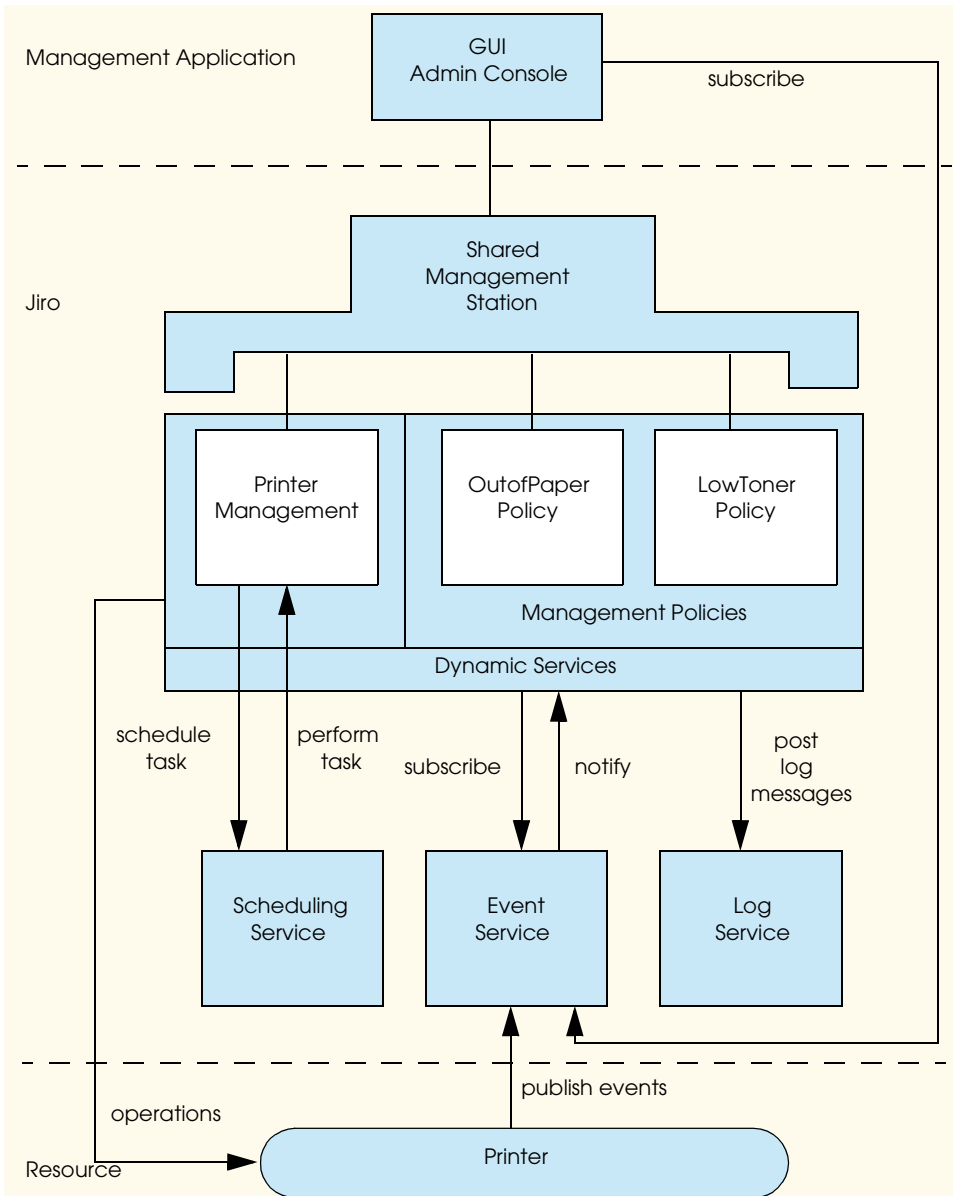 Management Application
GUI
Admin Console
subscribe
Jiro
Shared
Management
Station
Printer
Management
OutofPaper
Policy
LowToner
Policy
Management Policies
Dynamic Services
schedule
task
perform
task
subscribe
notify
post
log
messages
Scheduling
Service
Event
Service
Log
Service
publish events
operations
Printer
Resource